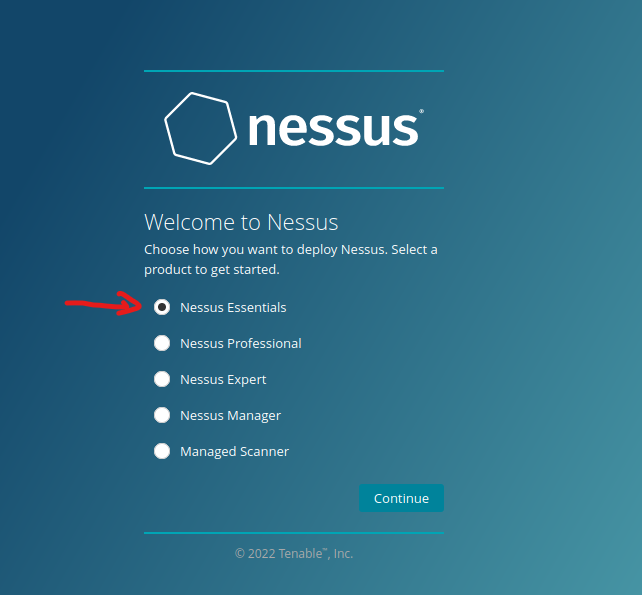 nessus®
Welcome to Nessus
Choose how you want to deploy Nessus. Select a
product to get started.
Nessus Essentials
Nessus Professional
Nessus Expert
Nessus Manager
Managed Scanner
Continue
© 2022 Tenable™, Inc.